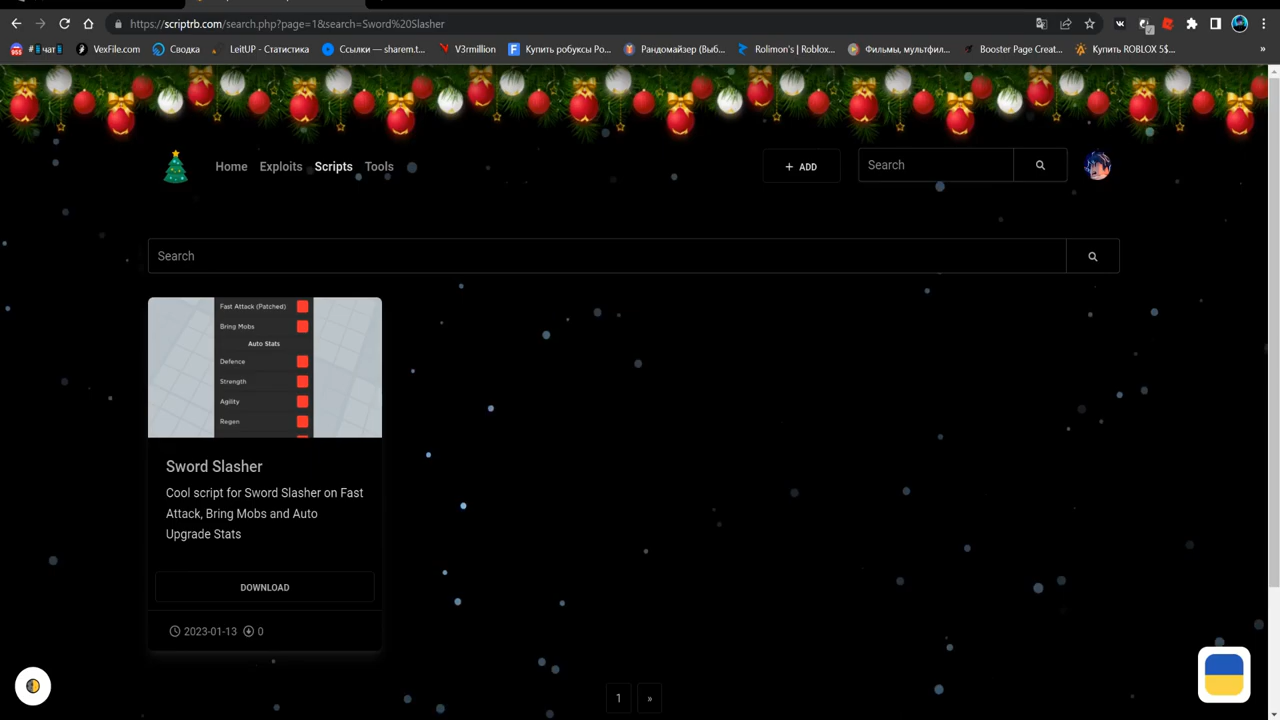 https://scriptrb.com/search.php?page=1&search=Sword%20Slasher
VexFile.com Сводка LeitUP - Статистика Ссылки — sharem.t... V3rmillion Купить робуксы Ро... Рандомайзер (Выб... Rolimon's | Roblox... Фильмы, мультфил... Booster Page Creat... Купить ROBLOX 5$... »
Home Exploits Scripts Tools + ADD Search
Search
Fast Attack (Patched)
Bring Mobs
Auto Stats
Defence
Strength
Agility
Regen
Sword Slasher
Cool script for Sword Slasher on Fast
Attack, Bring Mobs and Auto
Upgrade Stats
DOWNLOAD
2023-01-13 0
1 »